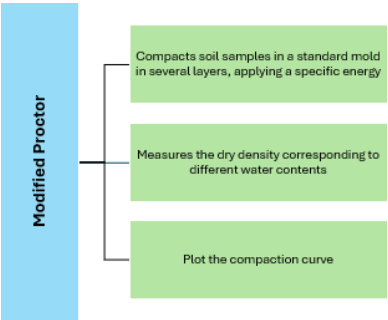 Modified Proctor
Compacts soil samples in a standard mold
in several layers, applying a specific energy
Measures the dry density corresponding to
different water contents
Plot the compaction curve